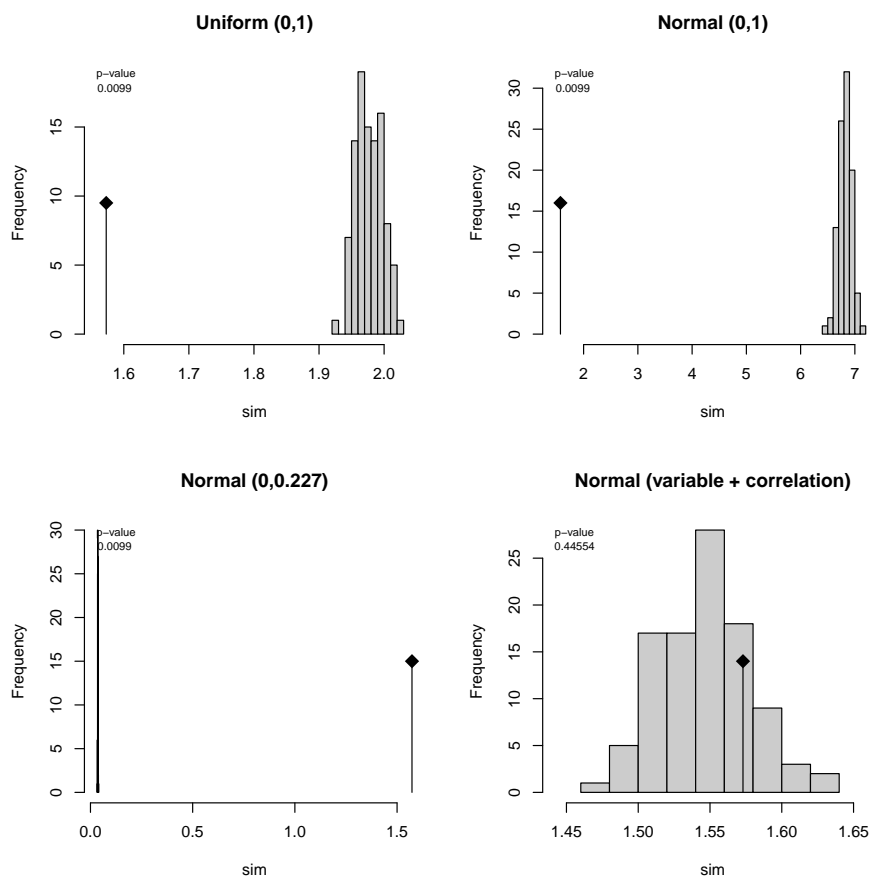 Uniform (0,1)
p−value
0.0099
Frequency
15
10
5
0
1.6 1.7 1.8 1.9 2.0
sim
Normal (0,1)
p−value
0.0099
Frequency
30
25
20
15
10
5
0
2 3 4 5 6 7
sim
Normal (0,0.227)
p−value
0.0099
Frequency
30
25
20
15
10
5
0
0.0 0.5 1.0 1.5
sim
Normal (variable + correlation)
p−value
0.44554
Frequency
25
20
15
10
5
0
1.45 1.50 1.55 1.60 1.65
sim